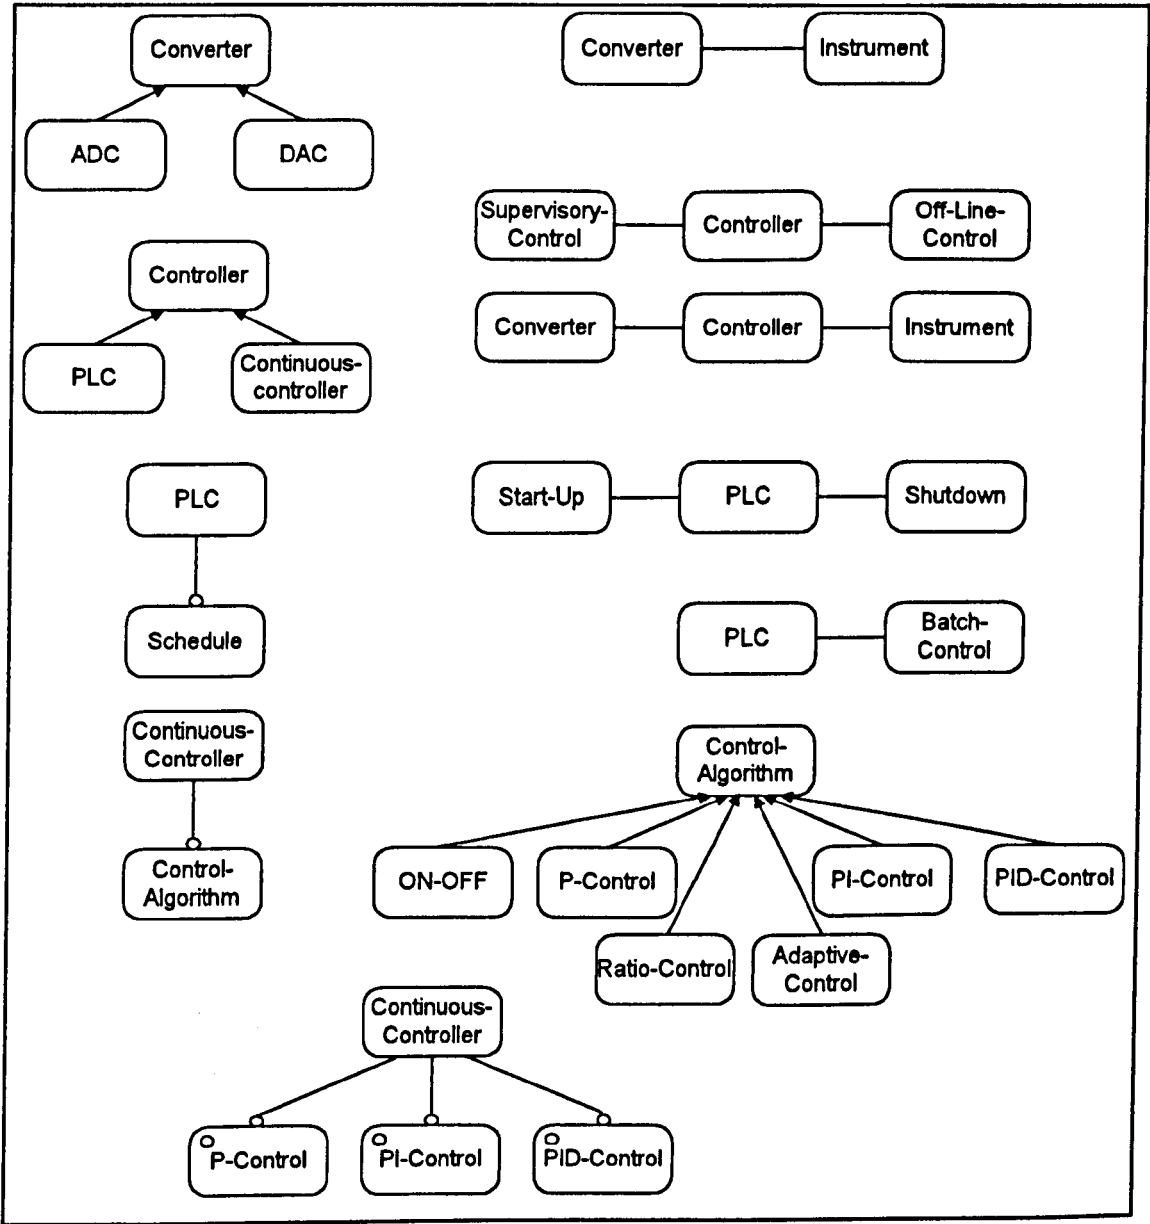 Converter
Converter
Instrument
ADC
DAC
Supervisory-
Control
Controller
Off-Line-
Control
Controller
Converter
Controller
Instrument
PLC
Continuous-
controller
PLC
Start-Up
PLC
Shutdown
Schedule
PLC
Batch-
Control
Continuous-
Controller
Control-
Algorithm
Control-
Algorithm
ON-OFF
P-Control
PI-Control
PID-Control
Ratio-Control
Adaptive-
Control
Continuous-
Controller
P-Control
PI-Control
PID-Control